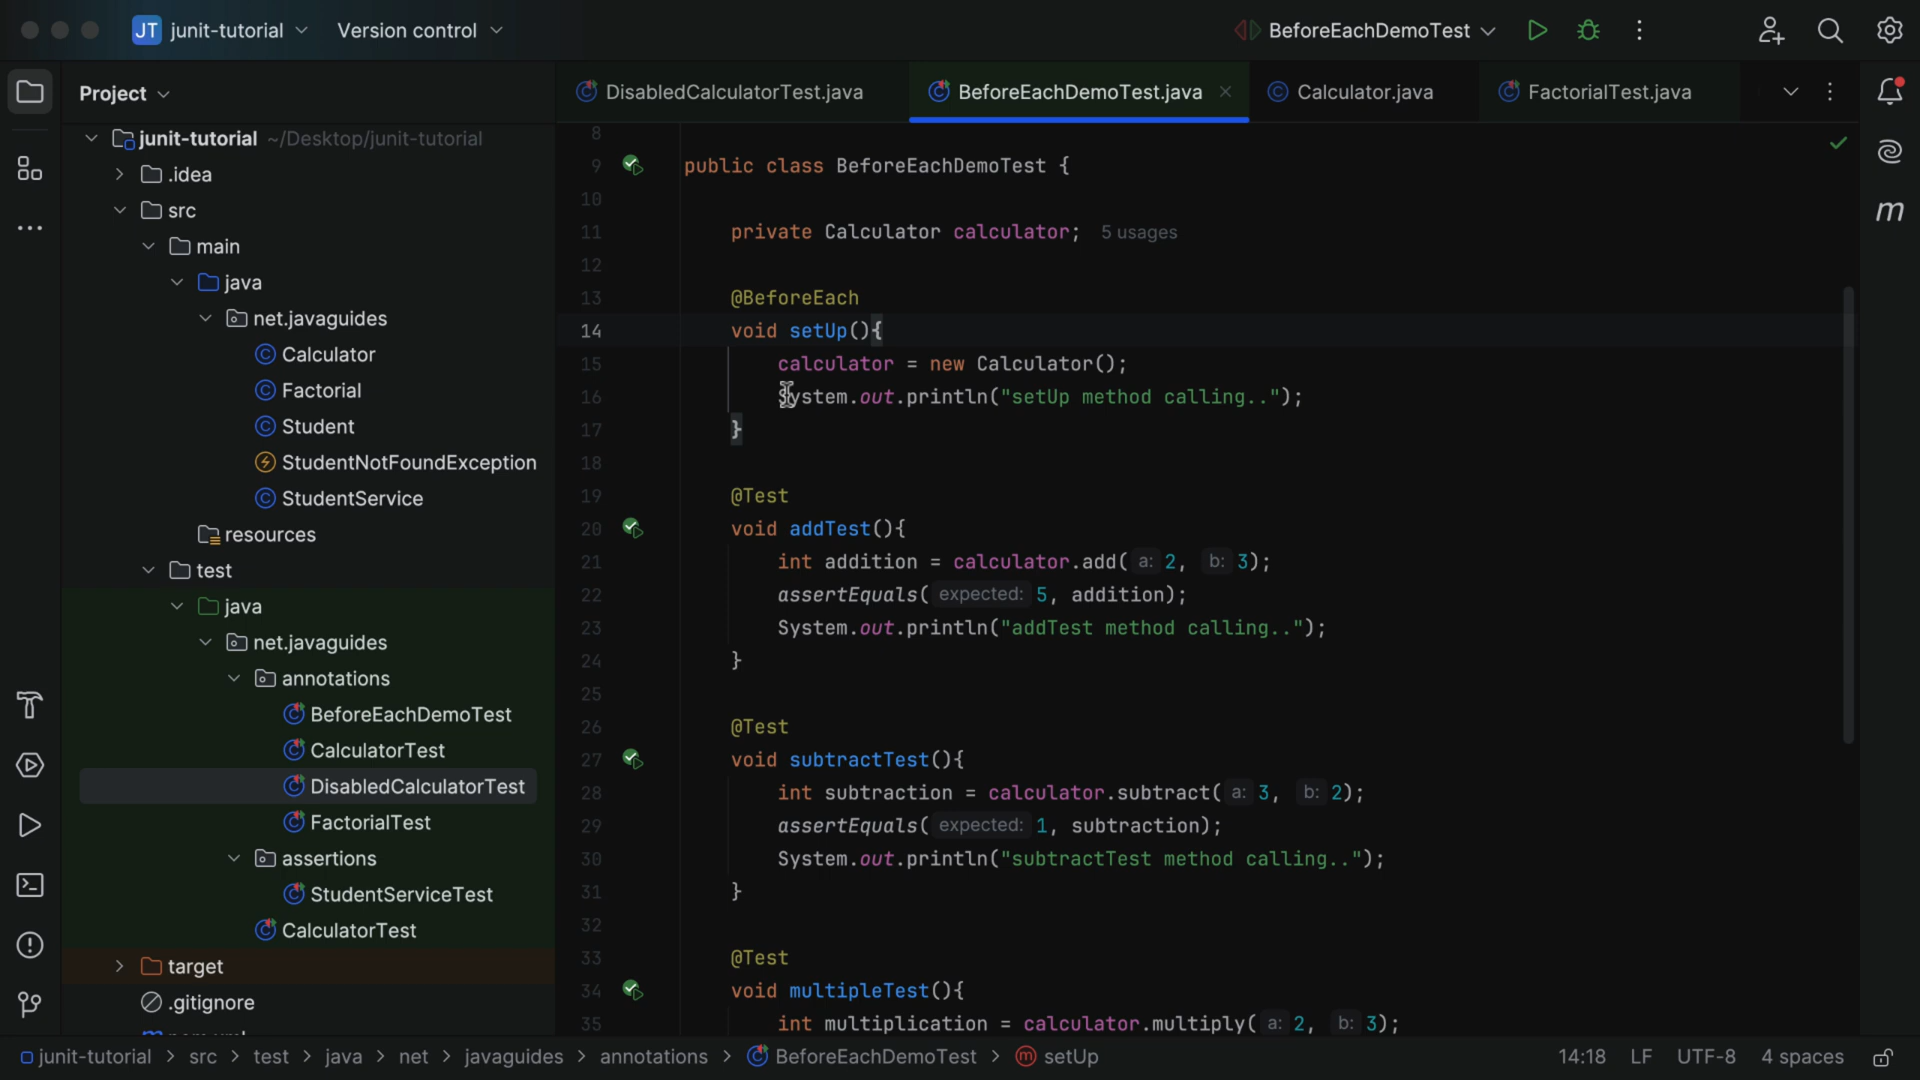 JT junit-tutorial Version control BeforeEachDemoTest
Project
DisabledCalculatorTest.java BeforeEachDemoTest.java Calculator.java FactorialTest.java
junit-tutorial ~/Desktop/junit-tutorial
.idea
src
main
java
net.javaguides
Calculator
Factorial
Student
StudentNotFoundException
StudentService
resources
test
java
net.javaguides
annotations
BeforeEachDemoTest
CalculatorTest
DisabledCalculatorTest
FactorialTest
assertions
StudentServiceTest
CalculatorTest
target
.gitignore
8
9 public class BeforeEachDemoTest {
10
11 private Calculator calculator; 5 usages
12
13 @BeforeEach
14 void setUp(){
15 calculator = new Calculator();
16 System.out.println("setUp method calling..");
17 }
18
19 @Test
20 void addTest(){
21 int addition = calculator.add( a: 2, b: 3);
22 assertEquals( expected: 5, addition);
23 System.out.println("addTest method calling..");
24 }
25
26 @Test
27 void subtractTest(){
28 int subtraction = calculator.subtract( a: 3, b: 2);
29 assertEquals( expected: 1, subtraction);
30 System.out.println("subtractTest method calling..");
31 }
32
33 @Test
34 void multipleTest(){
35 int multiplication = calculator.multiply( a: 2, b: 3);
m
junit-tutorial > src > test > java > net > javaguides > annotations > BeforeEachDemoTest > setUp 14:18 LF UTF-8 4 spaces